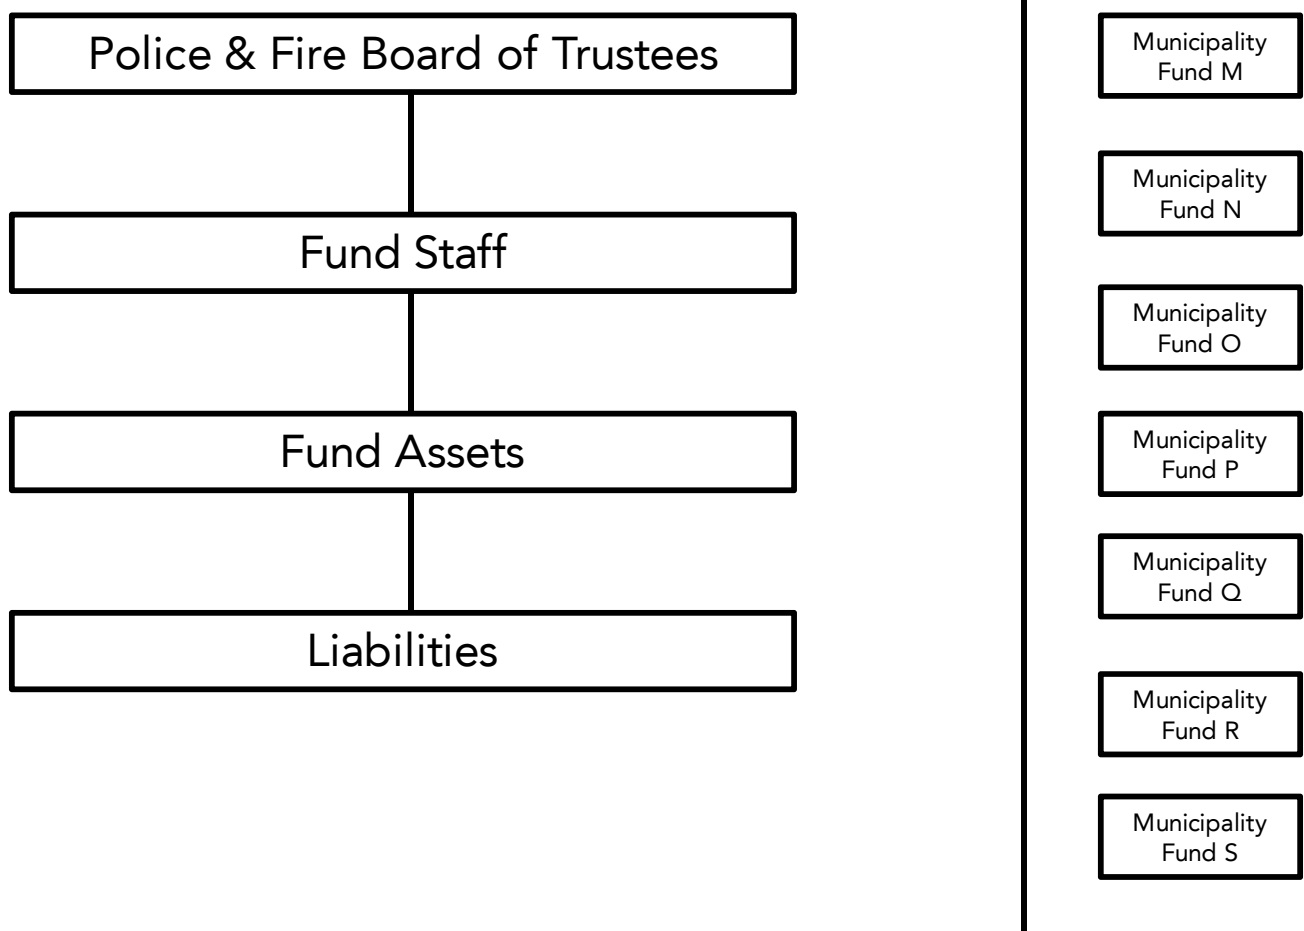 Police & Fire Board of Trustees
Fund Staff
Fund Assets
Liabilities
Municipality
Fund M
Municipality
Fund N
Municipality
Fund O
Municipality
Fund P
Municipality
Fund Q
Municipality
Fund R
Municipality
Fund S